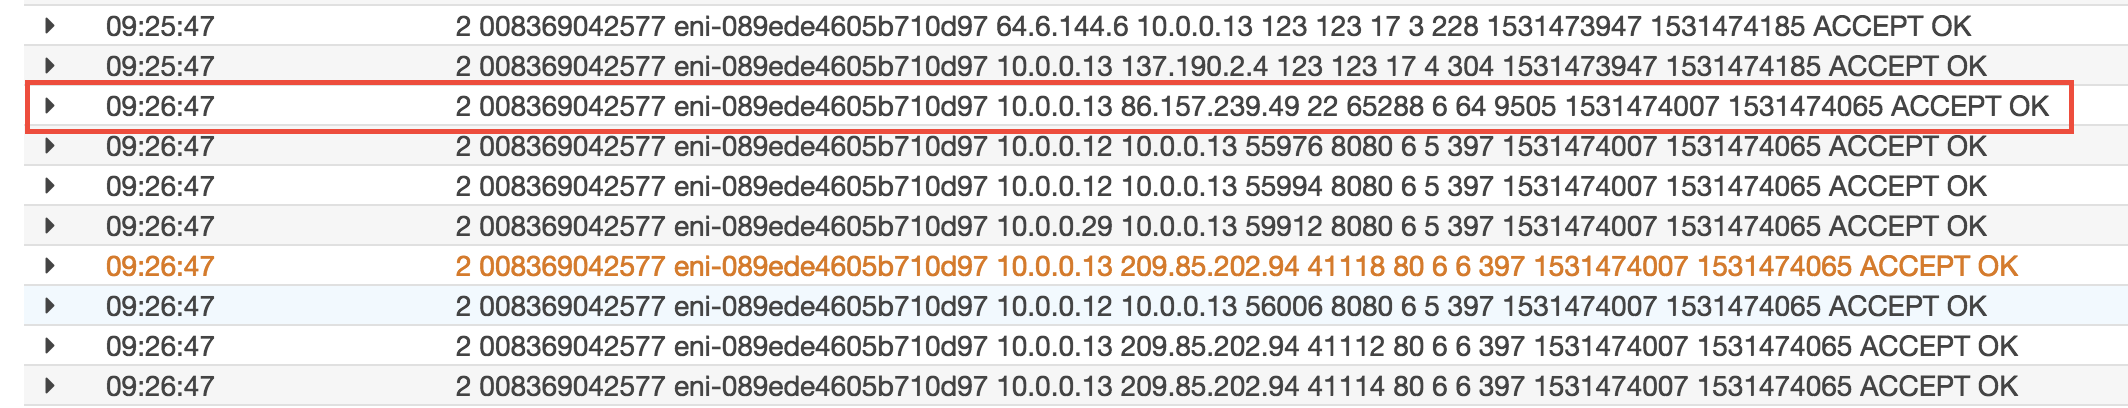 09:25:47 2 008369042577 eni-089ede4605b710d97 64.6.144.6 10.0.0.13 123 123 17 3 228 1531473947 1531474185 ACCEPT OK
09:25:47 2 008369042577 eni-089ede4605b710d97 10.0.0.13 137.190.2.4 123 123 17 4 304 1531473947 1531474185 ACCEPT OK
09:26:47 2 008369042577 eni-089ede4605b710d97 10.0.0.13 86.157.239.49 22 65288 6 64 9505 1531474007 1531474065 ACCEPT OK
09:26:47 2 008369042577 eni-089ede4605b710d97 10.0.0.12 10.0.0.13 55976 8080 6 5 397 1531474007 1531474065 ACCEPT OK
09:26:47 2 008369042577 eni-089ede4605b710d97 10.0.0.12 10.0.0.13 55994 8080 6 5 397 1531474007 1531474065 ACCEPT OK
09:26:47 2 008369042577 eni-089ede4605b710d97 10.0.0.29 10.0.0.13 59912 8080 6 5 397 1531474007 1531474065 ACCEPT OK
09:26:47 2 008369042577 eni-089ede4605b710d97 10.0.0.13 209.85.202.94 41118 80 6 6 397 1531474007 1531474065 ACCEPT OK
09:26:47 2 008369042577 eni-089ede4605b710d97 10.0.0.12 10.0.0.13 56006 8080 6 5 397 1531474007 1531474065 ACCEPT OK
09:26:47 2 008369042577 eni-089ede4605b710d97 10.0.0.13 209.85.202.94 41112 80 6 6 397 1531474007 1531474065 ACCEPT OK
09:26:47 2 008369042577 eni-089ede4605b710d97 10.0.0.13 209.85.202.94 41114 80 6 6 397 1531474007 1531474065 ACCEPT OK